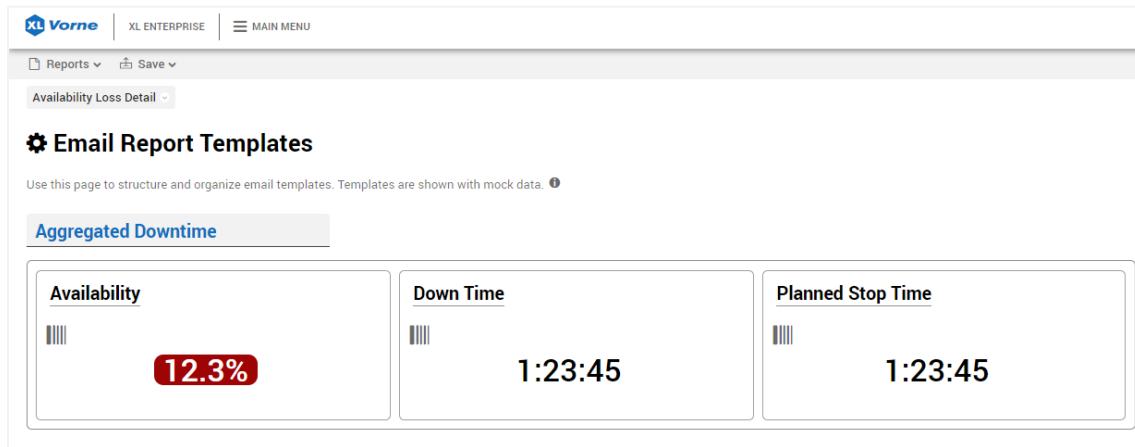 XL Vorne XL ENTERPRISE MAIN MENU
Reports Save
Availability Loss Detail
Email Report Templates
Use this page to structure and organize email templates. Templates are shown with mock data.
Aggregated Downtime
Availability Down Time Planned Stop Time
12.3% 1:23:45 1:23:45